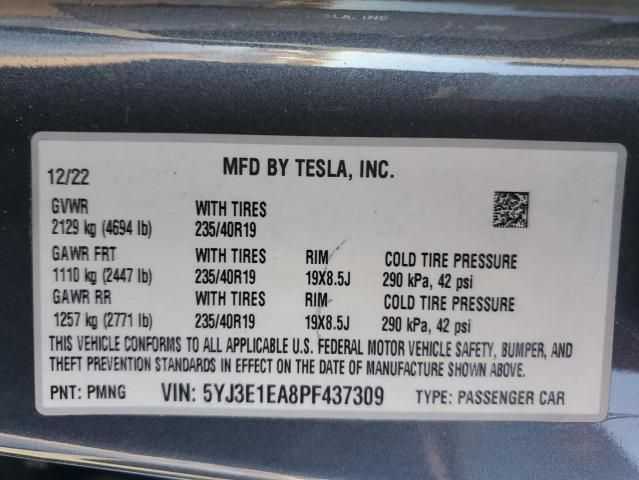 MFD BY TESLA, INC.
12/22
GVWR WITH TIRES
2129 kg (4694 lb) 235/40R19
GAWR FRT WITH TIRES RIM COLD TIRE PRESSURE
1110 kg (2447 lb) 235/40R19 19X8.5J 290 kPa, 42 psi
GAWR RR WITH TIRES RIM COLD TIRE PRESSURE
1257 kg (2771 lb) 235/40R19 19X8.5J 290 kPa, 42 psi
THIS VEHICLE CONFORMS TO ALL APPLICABLE U.S. FEDERAL MOTOR VEHICLE SAFETY, BUMPER, AND
THEFT PREVENTION STANDARDS IN EFFECT ON THE DATE OF MANUFACTURE SHOWN ABOVE.
PNT: PMNG VIN: 5YJ3E1EA8PF437309 TYPE: PASSENGER CAR